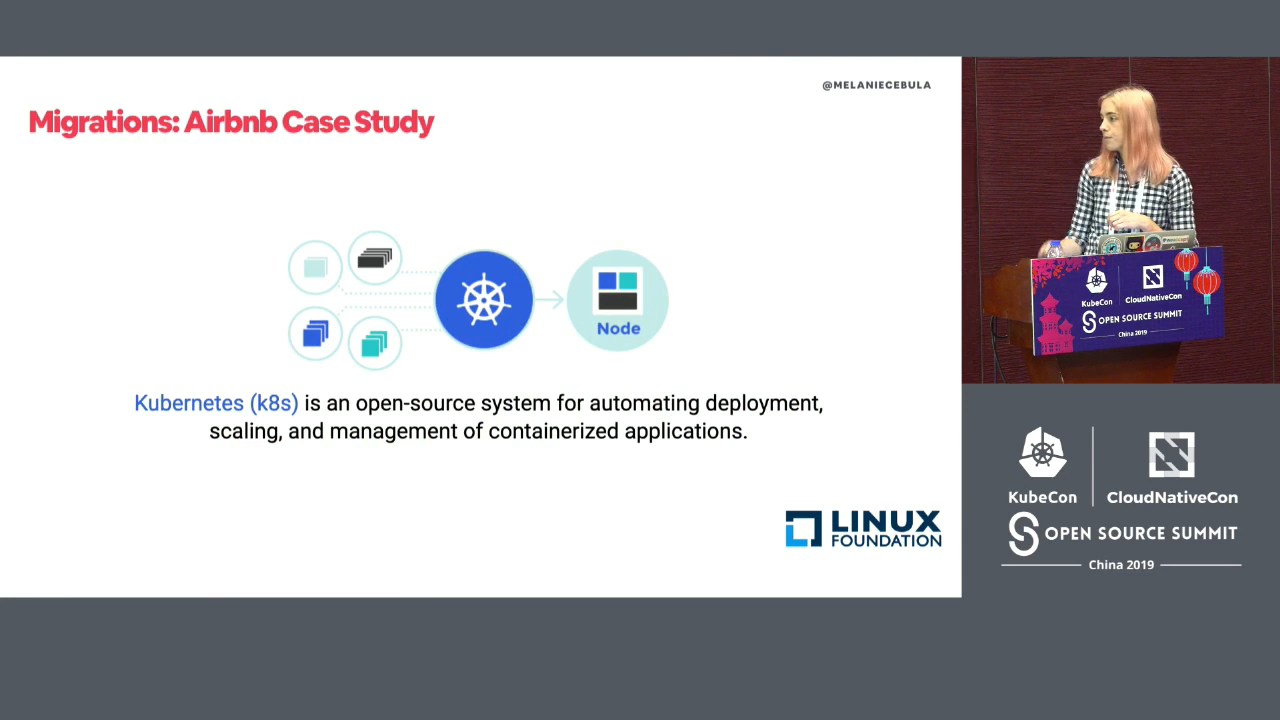 @MELANIECEBULA
Migrations: Airbnb Case Study
Node
Kubernetes (k8s) is an open-source system for automating deployment,
scaling, and management of containerized applications.
LINUX
FOUNDATION
KubeCon
CloudNativeCon
OPEN SOURCE SUMMIT
China 2019
KubeCon
CloudNativeCon
OPEN SOURCE SUMMIT
China 2019